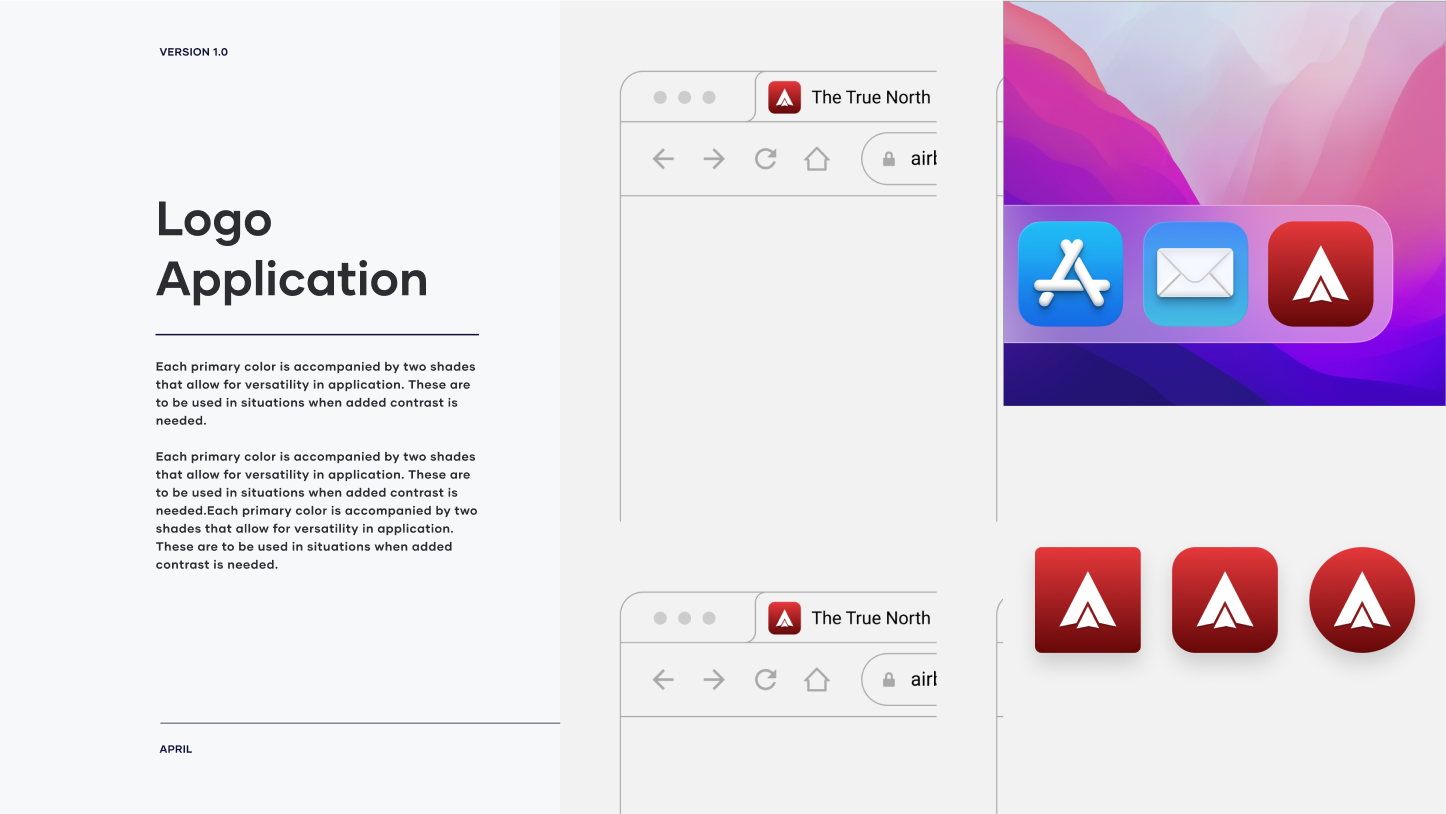 VERSION 1.0
Logo
Application
Each primary color is accompanied by two shades
that allow for versatility in application. These are
to be used in situations when added contrast is
needed.
Each primary color is accompanied by two shades
that allow for versatility in application. These are
to be used in situations when added contrast is
needed.Each primary color is accompanied by two
shades that allow for versatility in application.
These are to be used in situations when added
contrast is needed.
APRIL
The True North
airb
The True North
airb